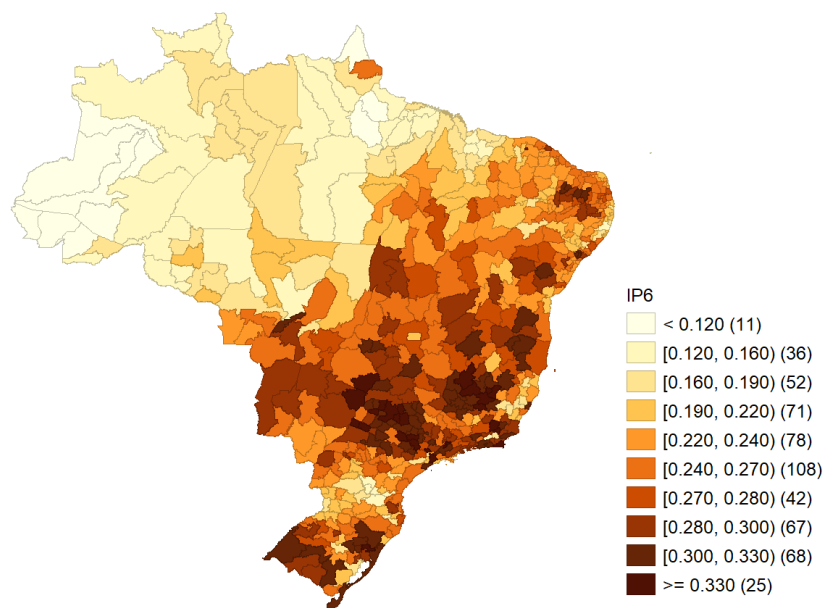 IP6
< 0.120 (11)
[0.120, 0.160) (36)
[0.160, 0.190) (52)
[0.190, 0.220) (71)
[0.220, 0.240) (78)
[0.240, 0.270) (108)
[0.270, 0.280) (42)
[0.280, 0.300) (67)
[0.300, 0.330) (68)
>= 0.330 (25)